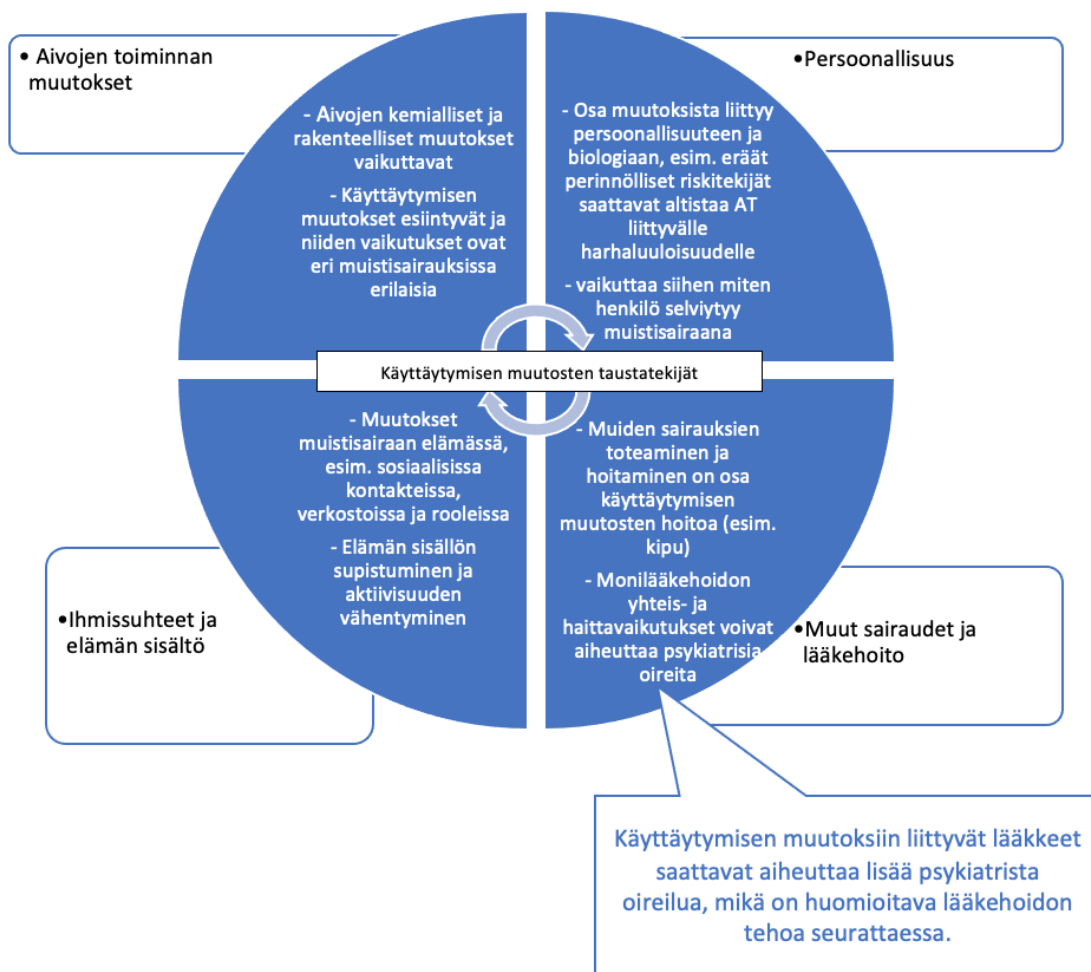 • Aivojen toiminnan
muutokset
- Aivojen kemialliset ja
rakenteelliset muutokset
vaikuttavat
- Käyttäytymisen
muutokset esiintyvät ja
niiden vaikutukset ovat
eri muistisairauksissa
erilaisia
•Persoonallisuus
- Osa muutoksista liittyy
persoonallisuuteen ja
biologiaan, esim. eräät
perinnölliset riskitekijät
saattavat altistaa AT
liittyvälle
harhaluuloisuudelle
- vaikuttaa siihen miten
henkilö selviytyy
muistisairaana
Käyttäytymisen muutosten taustatekijät
- Muutokset
muistisairaan elämässä,
esim. sosiaalisissa
kontakteissa,
verkostoissa ja rooleissa
- Elämän sisällön
supistuminen ja
aktiivisuuden
vähentyminen
•Ihmissuhteet ja
elämän sisältö
- Muiden sairauksien
toteaminen ja
hoitaminen on osa
käyttäytymisen
muutosten hoitoa (esim.
kipu)
- Monilääkehoidon
yhteis- ja
haittavaikutukset voivat
aiheuttaa psykiatrisia
oireita
•Muut sairaudet ja
lääkehoito
Käyttäytymisen muutoksiin liittyvät lääkkeet
saattavat aiheuttaa lisää psykiatrista
oireilua, mikä on huomioitava lääkehoidon
tehoa seurattaessa.